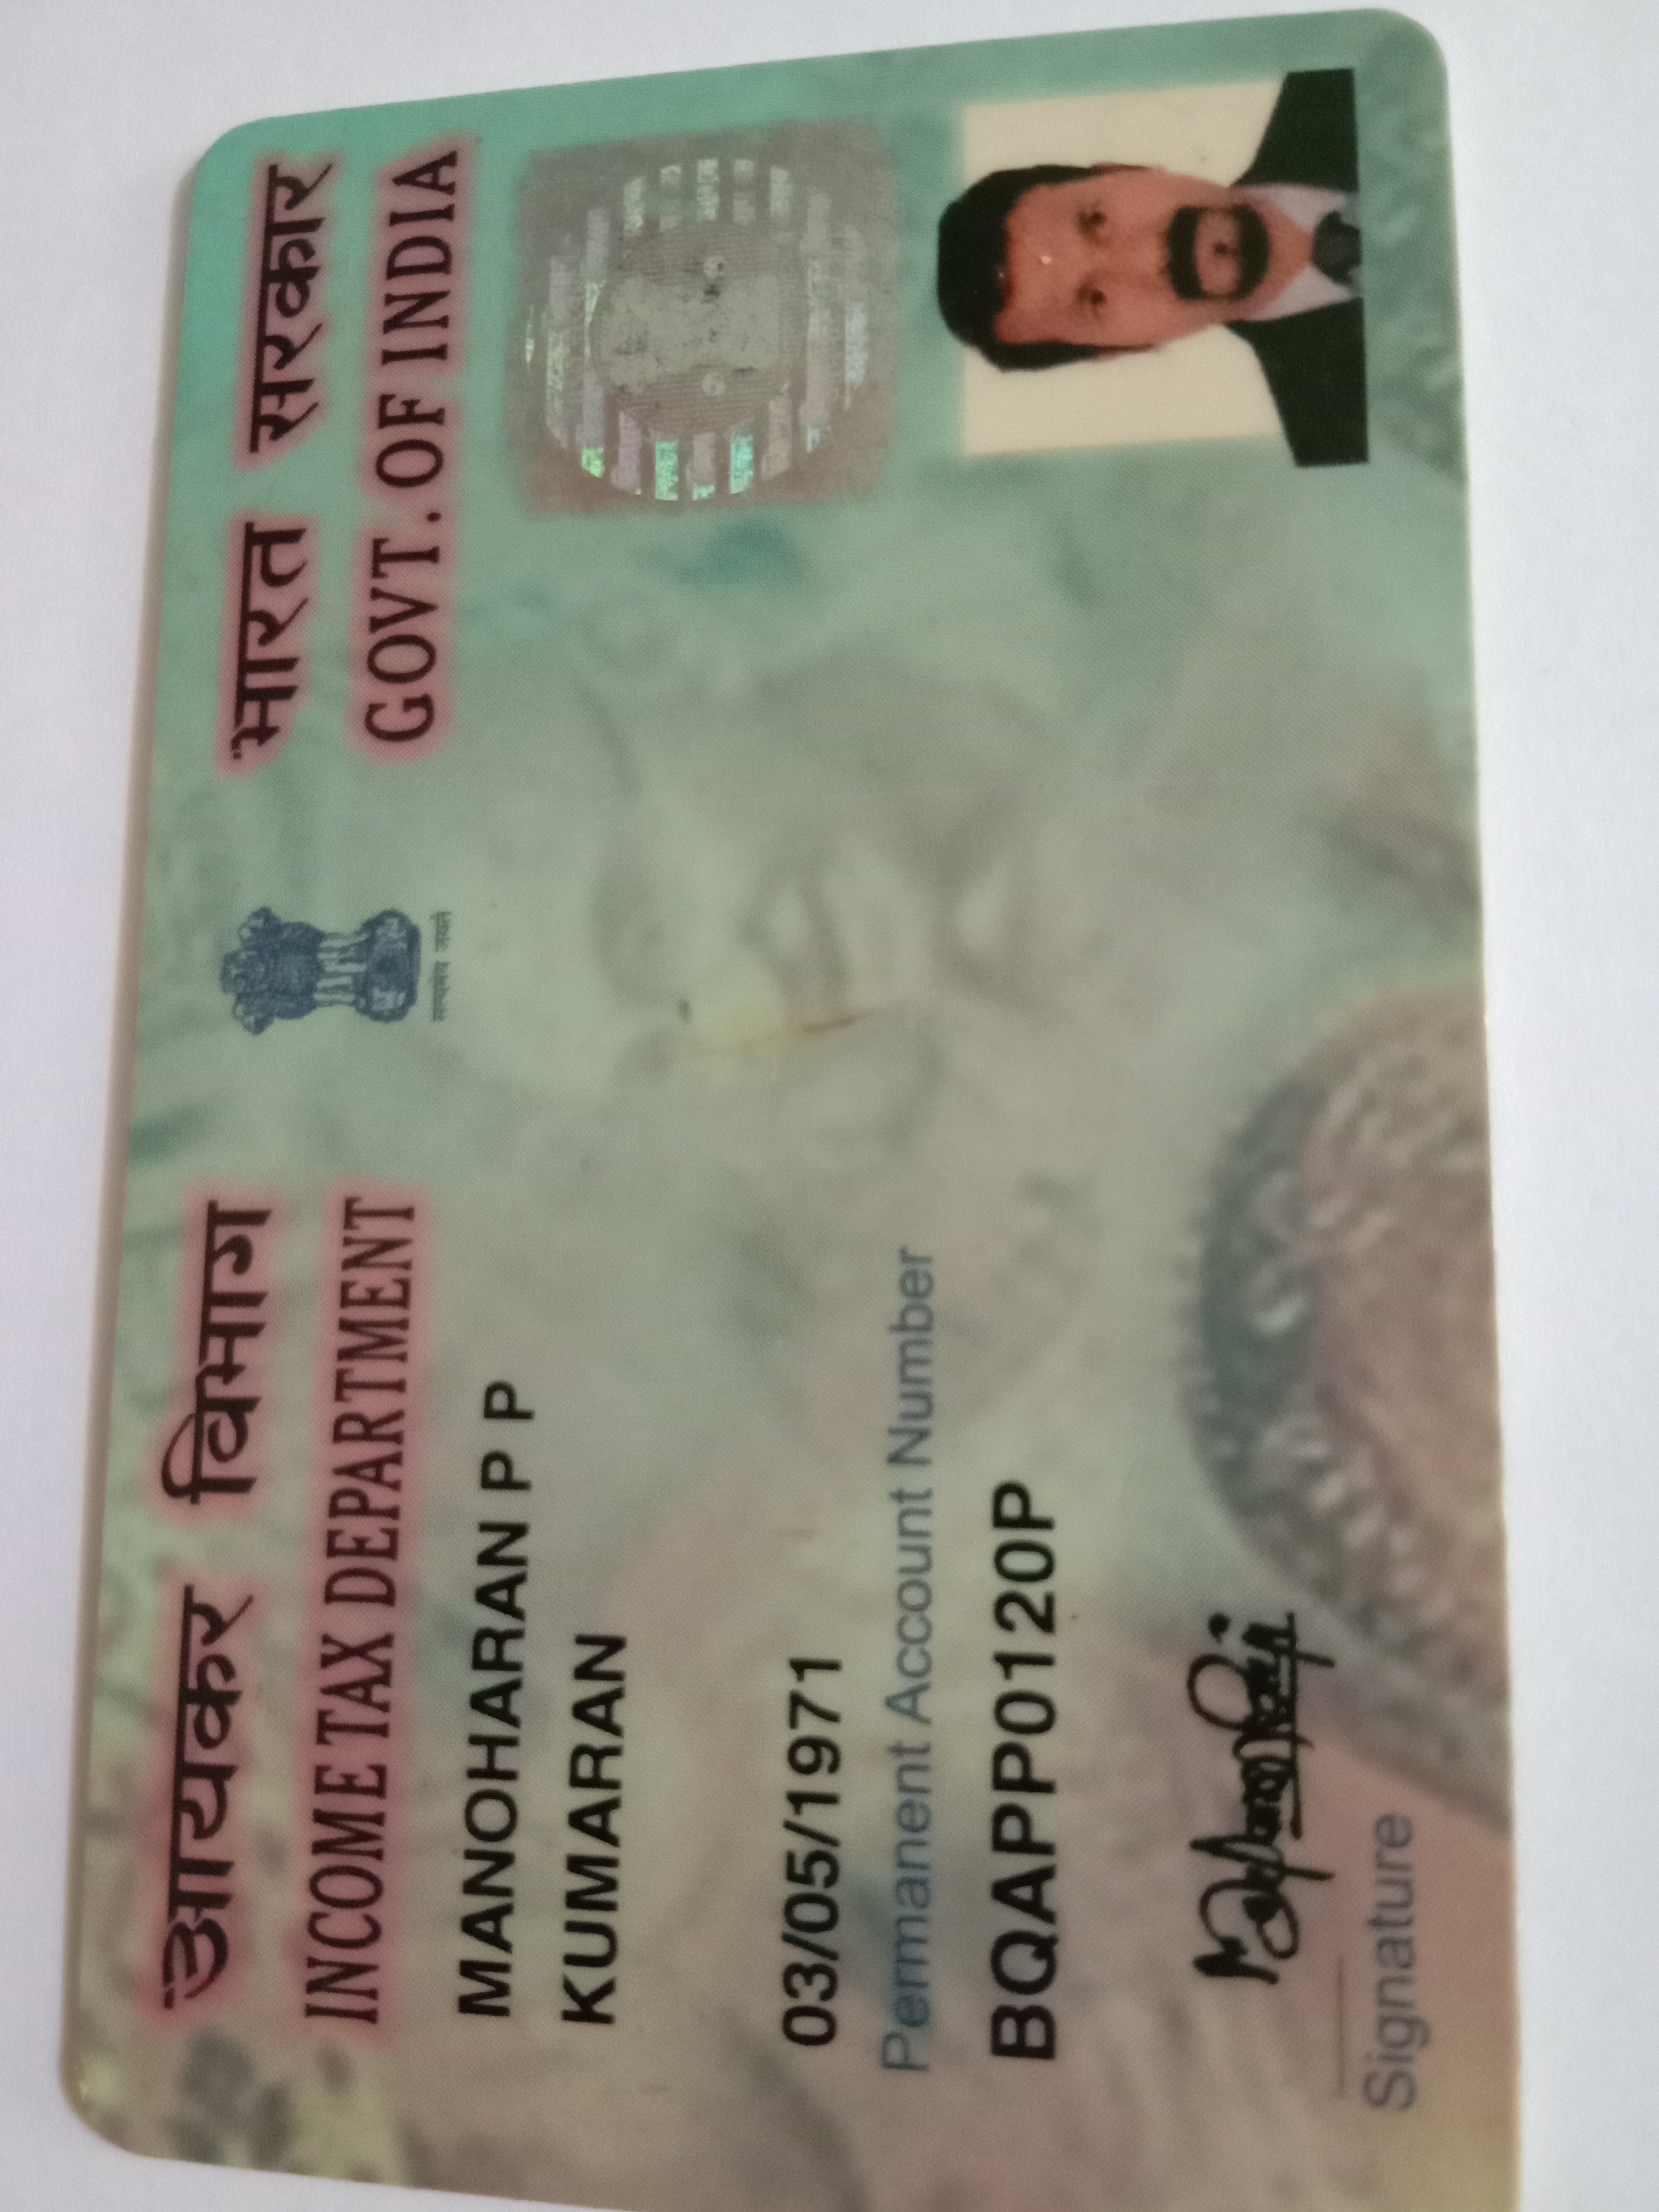 आयकर विभाग
INCOME TAX DEPARTMENT
भारत सरकार
GOVT. OF INDIA
सत्यमेव जयते
MANOHARAN P P
KUMARAN
03/05/1971
Permanent Account Number
BQAPP0120P
Signature